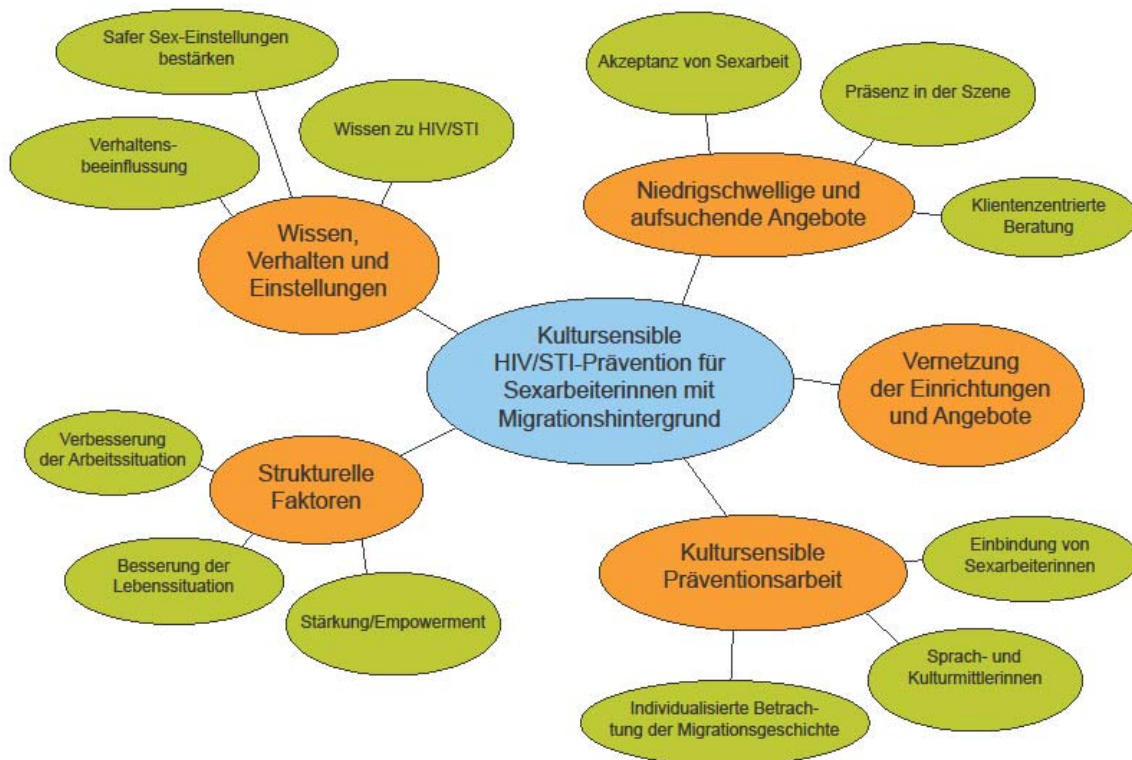 Safer Sex-Einstellungen
bestärken
Wissen zu HIV/STI
Verhaltens-
beeinflussung
Wissen,
Verhalten und
Einstellungen
Akzeptanz von Sexarbeit
Präsenz in der Szene
Niedrigschwellige und
aufsuchende Angebote
Klientenzentrierte
Beratung
Kultursensible
HIV/STI-Prävention für
Sexarbeiterinnen mit
Migrationshintergrund
Vernetzung
der Einrichtungen
und Angebote
Verbesserung
der Arbeitssituation
Strukturelle
Faktoren
Besserung der
Lebenssituation
Stärkung/Empowerment
Kultursensible
Präventionsarbeit
Einbindung von
Sexarbeiterinnen
Sprach- und
Kulturmittlerinnen
Individualisierte Betrach-
tung der Migrationsgeschichte